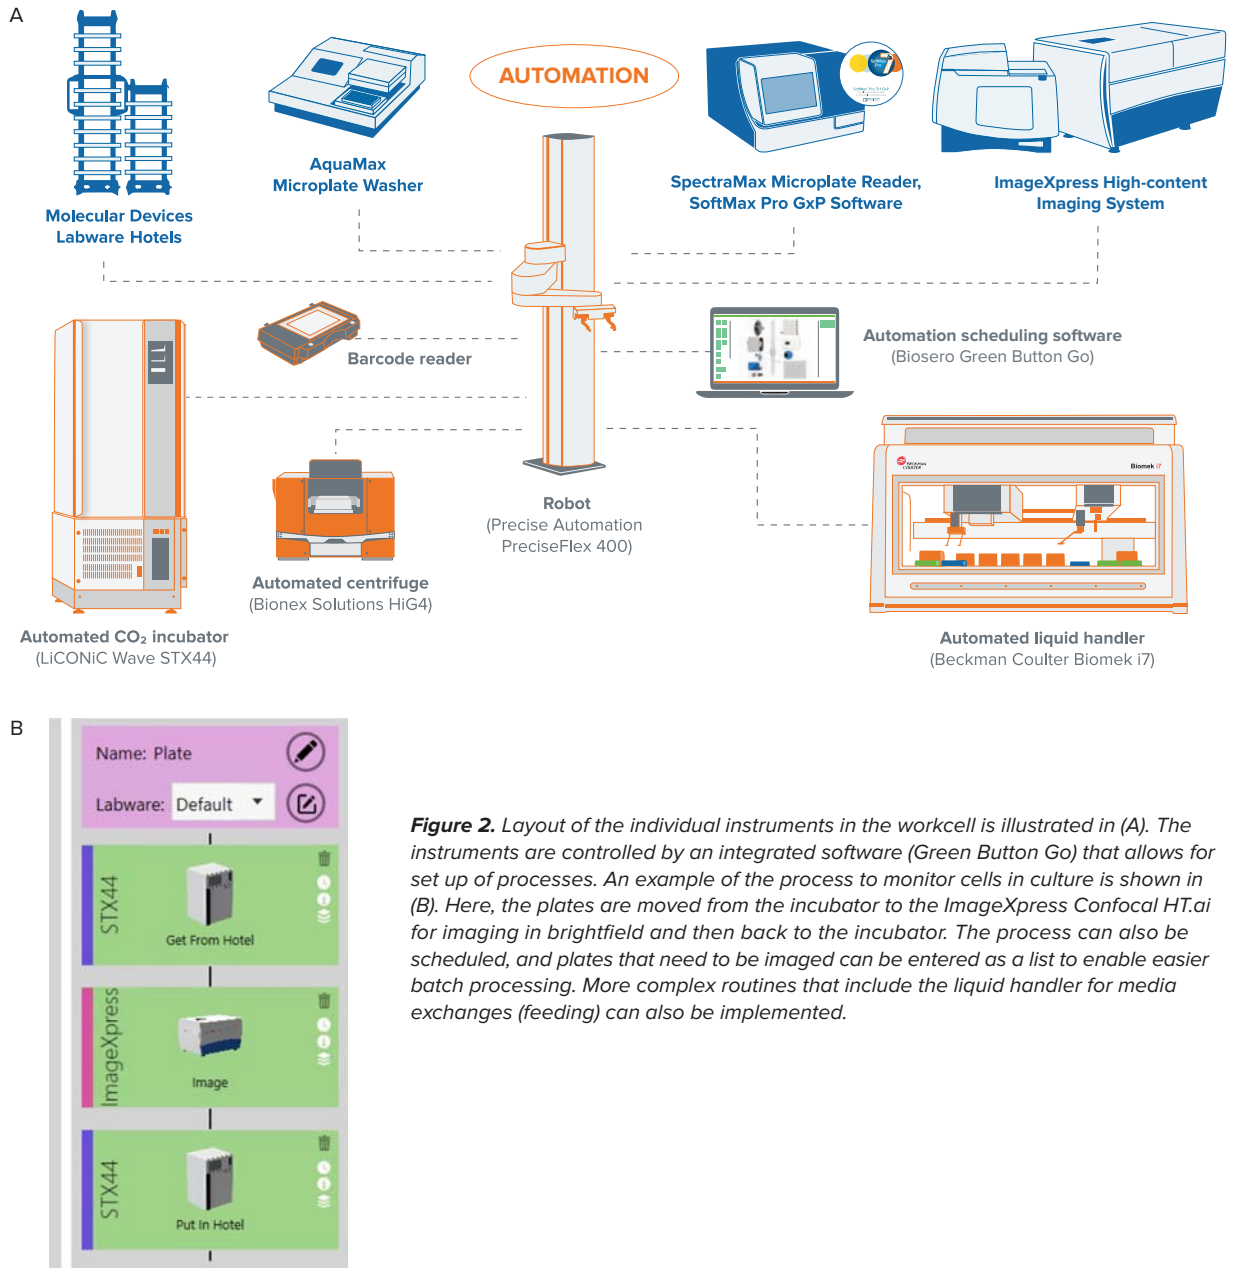 A
AUTOMATION
Molecular Devices
Labware Hotels
AquaMax
Microplate Washer
SoftMax
Pro
SpectraMax Microplate Reader,
SoftMax Pro GxP Software
ImageXpress High-content
Imaging System
Barcode reader
Automation scheduling software
(Biosero Green Button Go)
BECKMAN
COULTER
Biomek i7
Robot
(Precise Automation
PreciseFlex 400)
Automated centrifuge
(Bionex Solutions HiG4)
Automated CO₂ incubator
(LiCONiC Wave STX44)
Automated liquid handler
(Beckman Coulter Biomek i7)
B
Name: Plate
Labware: Default
STX44
Get From Hotel
ImageXpress
Image
STX44
Put In Hotel
Figure 2. Layout of the individual instruments in the workcell is illustrated in (A). The
instruments are controlled by an integrated software (Green Button Go) that allows for
set up of processes. An example of the process to monitor cells in culture is shown in
(B). Here, the plates are moved from the incubator to the ImageXpress Confocal HT.ai
for imaging in brightfield and then back to the incubator. The process can also be
scheduled, and plates that need to be imaged can be entered as a list to enable easier
batch processing. More complex routines that include the liquid handler for media
exchanges (feeding) can also be implemented.